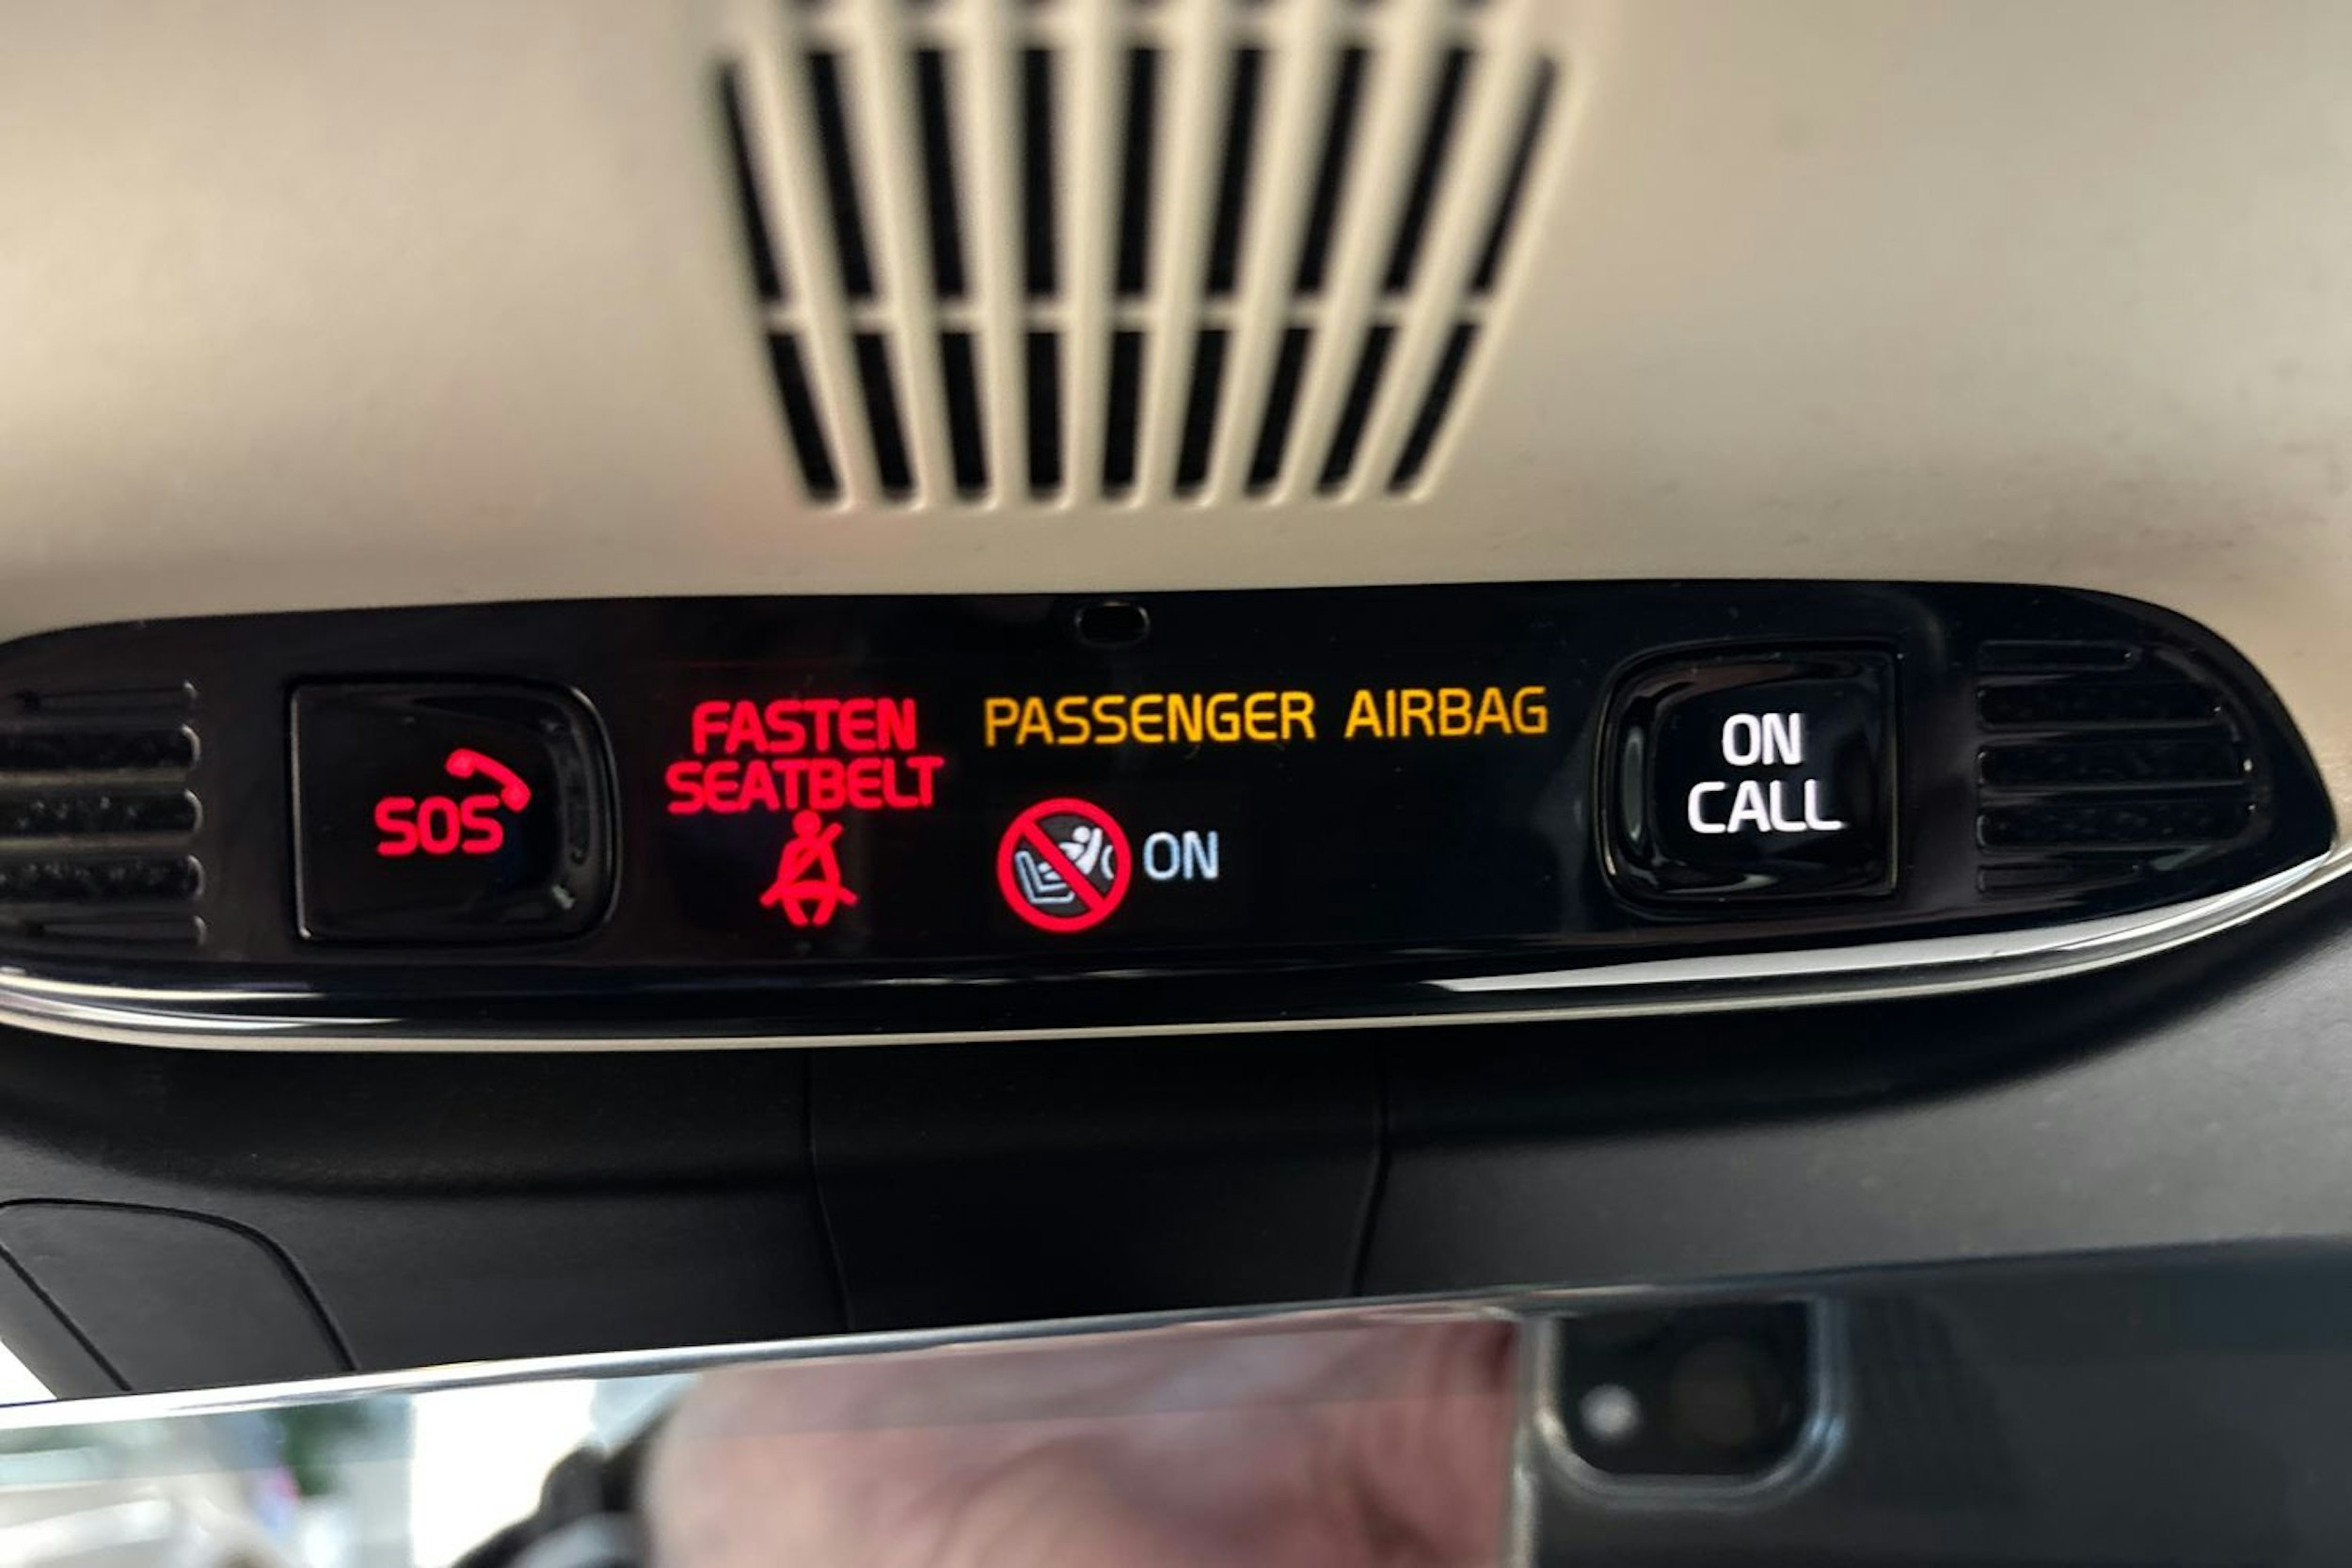 SOS
FASTEN
SEATBELT
PASSENGER AIRBAG
ON
ON
CALL